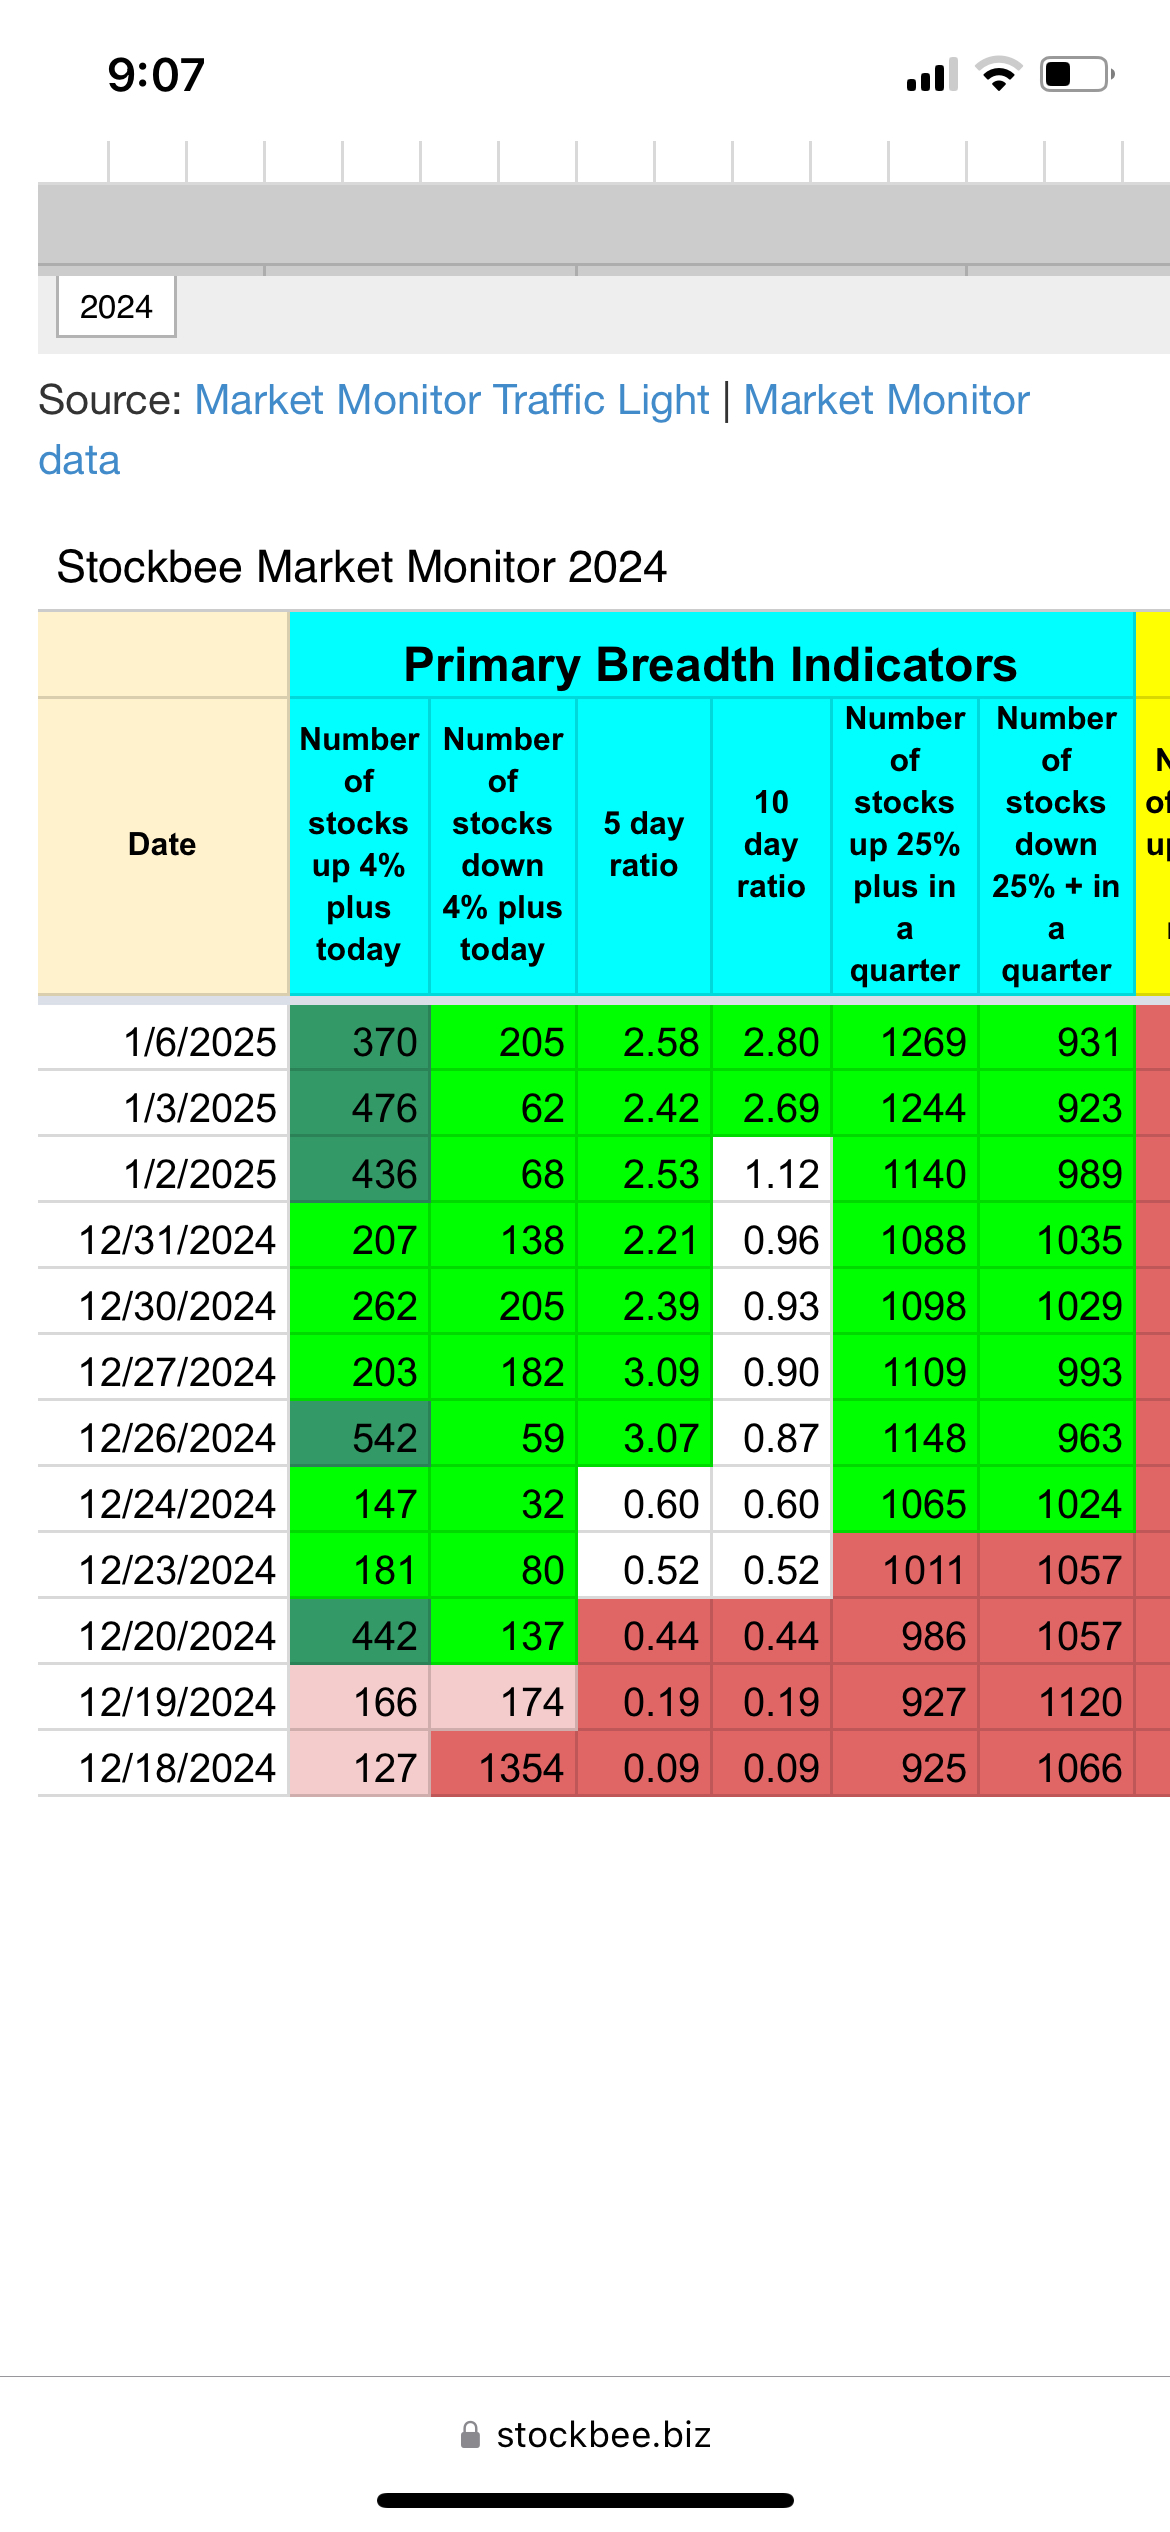 9:07
2024
Source: Market Monitor Traffic Light | Market Monitor
data
Stockbee Market Monitor 2024
Primary Breadth Indicators
Date
Number
of
stocks
up 4%
plus
today
Number
of
stocks
down
4% plus
today
5 day
ratio
10
day
ratio
Number
of
stocks
up 25%
plus in
a
quarter
Number
of
stocks
down
25% + in
a
quarter
1/6/2025 370 205 2.58 2.80 1269 931
1/3/2025 476 62 2.42 2.69 1244 923
1/2/2025 436 68 2.53 1.12 1140 989
12/31/2024 207 138 2.21 0.96 1088 1035
12/30/2024 262 205 2.39 0.93 1098 1029
12/27/2024 203 182 3.09 0.90 1109 993
12/26/2024 542 59 3.07 0.87 1148 963
12/24/2024 147 32 0.60 0.60 1065 1024
12/23/2024 181 80 0.52 0.52 1011 1057
12/20/2024 442 137 0.44 0.44 986 1057
12/19/2024 166 174 0.19 0.19 927 1120
12/18/2024 127 1354 0.09 0.09 925 1066
stockbee.biz